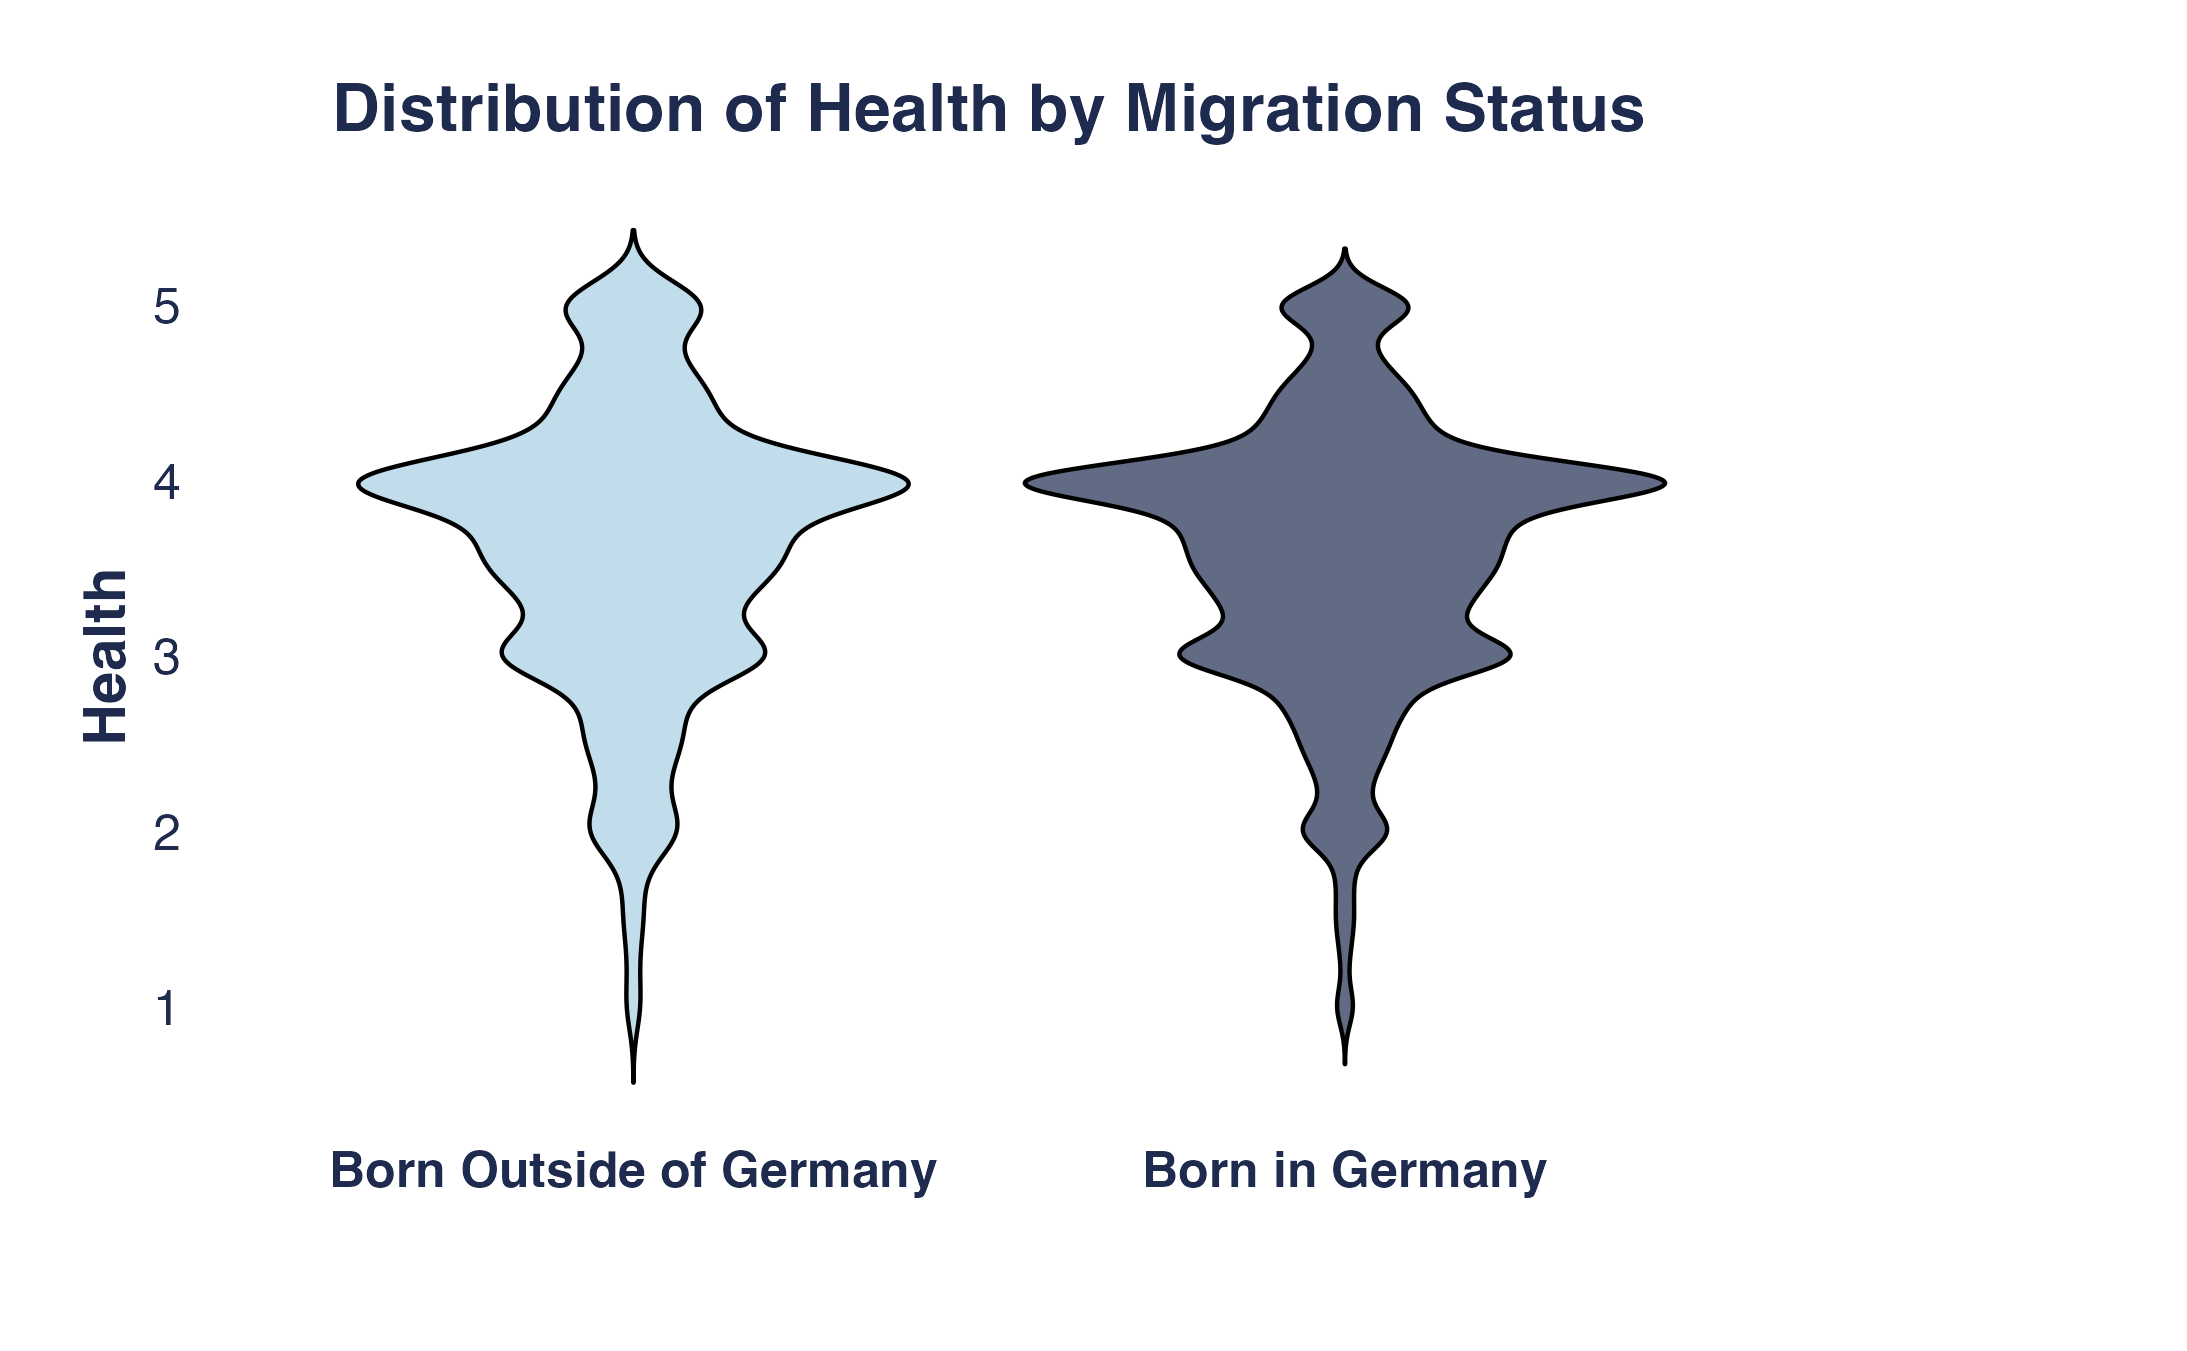 Distribution of Health by Migration Status
Health
5
4
3
2
1
Born Outside of Germany
Born in Germany